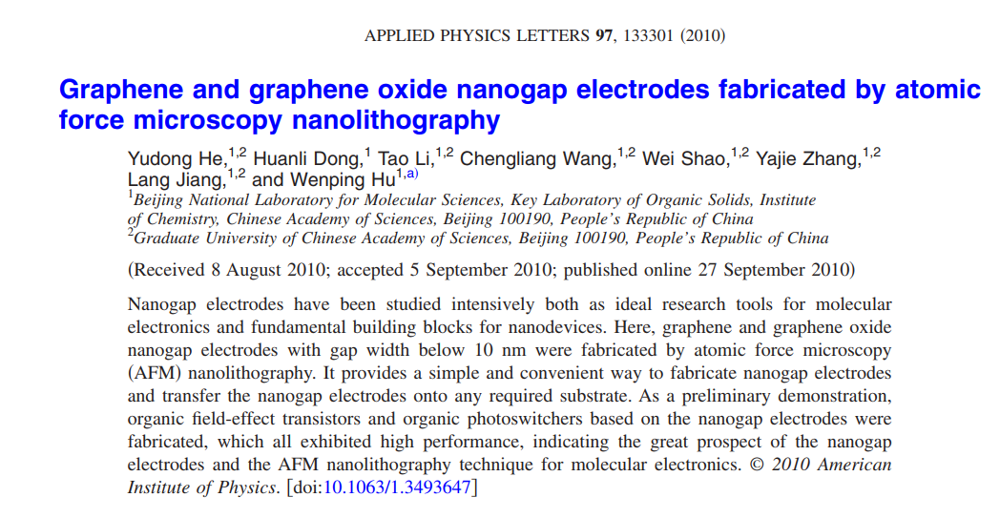 APPLIED PHYSICS LETTERS 97, 133301 (2010)
Graphene and graphene oxide nanogap electrodes fabricated by atomic
force microscopy nanolithography
Yudong He,1,2 Huanli Dong,1 Tao Li,1,2 Chengliang Wang,1,2 Wei Shao,1,2 Yajie Zhang,1,2
Lang Jiang,1,2 and Wenping Hu1,a)
1Beijing National Laboratory for Molecular Sciences, Key Laboratory of Organic Solids, Institute
of Chemistry, Chinese Academy of Sciences, Beijing 100190, People's Republic of China
2Graduate University of Chinese Academy of Sciences, Beijing 100190, People's Republic of China
(Received 8 August 2010; accepted 5 September 2010; published online 27 September 2010)
Nanogap electrodes have been studied intensively both as ideal research tools for molecular
electronics and fundamental building blocks for nanodevices. Here, graphene and graphene oxide
nanogap electrodes with gap width below 10 nm were fabricated by atomic force microscopy
(AFM) nanolithography. It provides a simple and convenient way to fabricate nanogap electrodes
and transfer the nanogap electrodes onto any required substrate. As a preliminary demonstration,
organic field-effect transistors and organic photoswitchers based on the nanogap electrodes were
fabricated, which all exhibited high performance, indicating the great prospect of the nanogap
electrodes and the AFM nanolithography technique for molecular electronics. © 2010 American
Institute of Physics. [doi:10.1063/1.3493647]